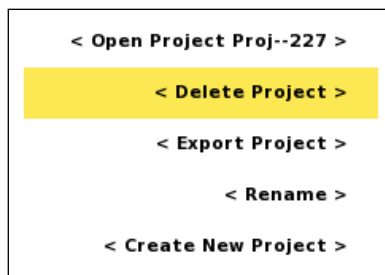 < Open Project Proj--227 >
< Delete Project >
< Export Project >
< Rename >
< Create New Project >